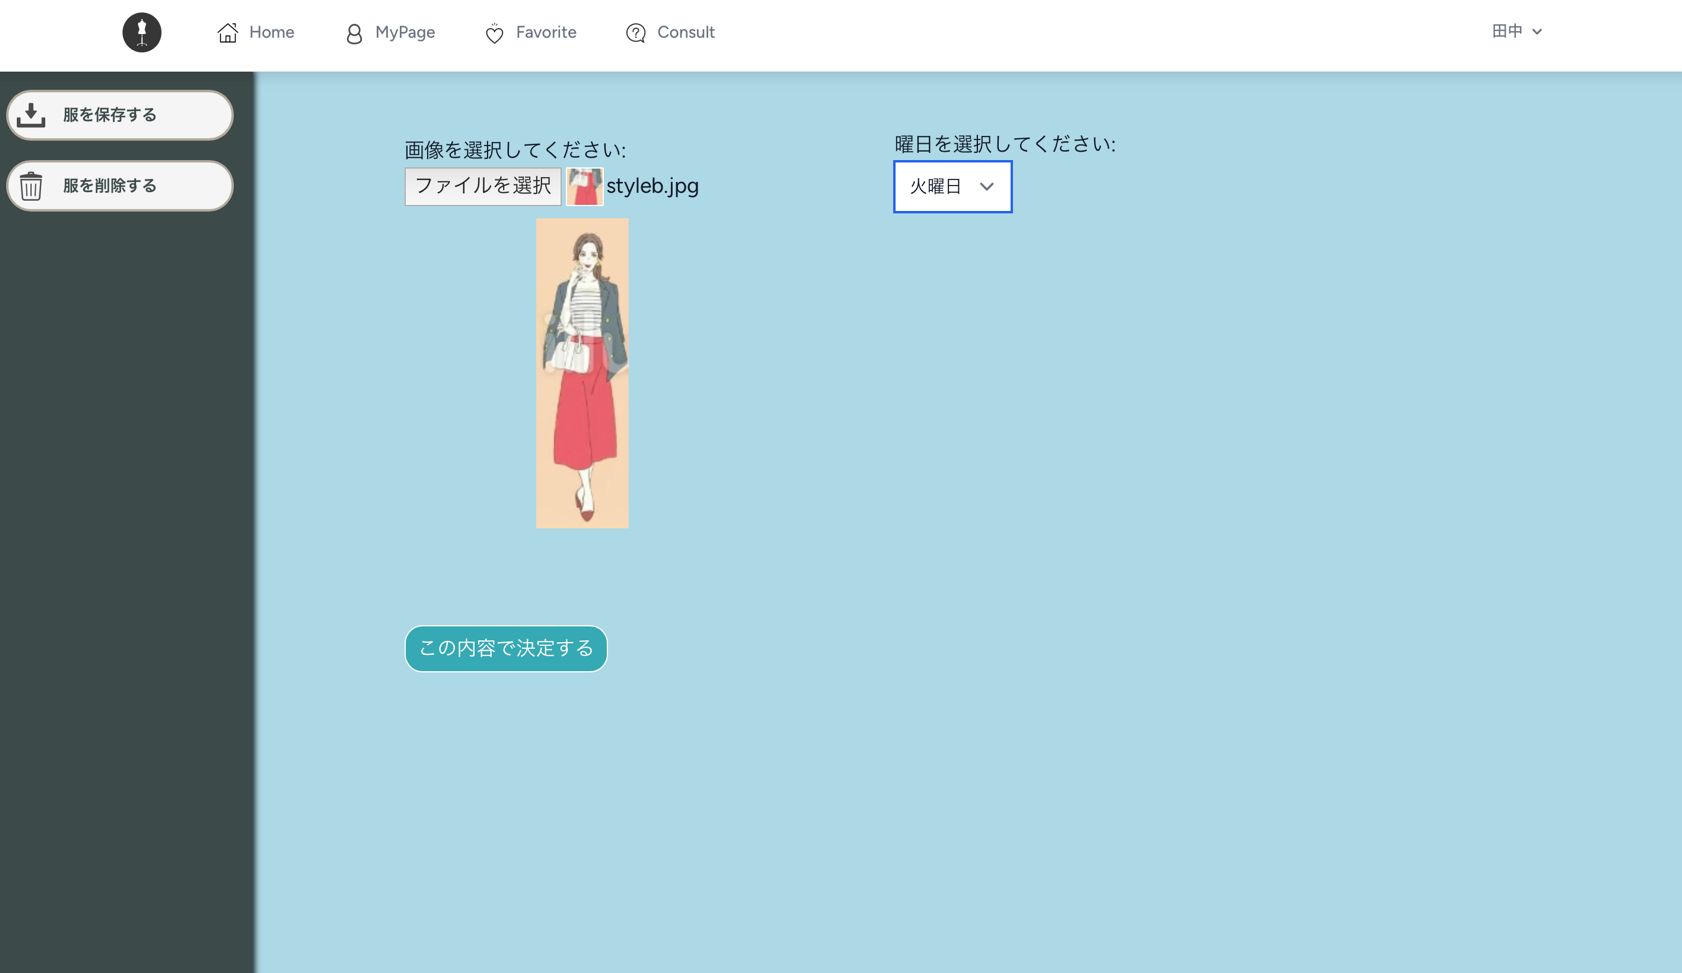 Home
MyPage
Favorite
Consult
田中
服を保存する
服を削除する
画像を選択してください:
ファイルを選択 styleb.jpg
曜日を選択してください:
火曜日
この内容で決定する